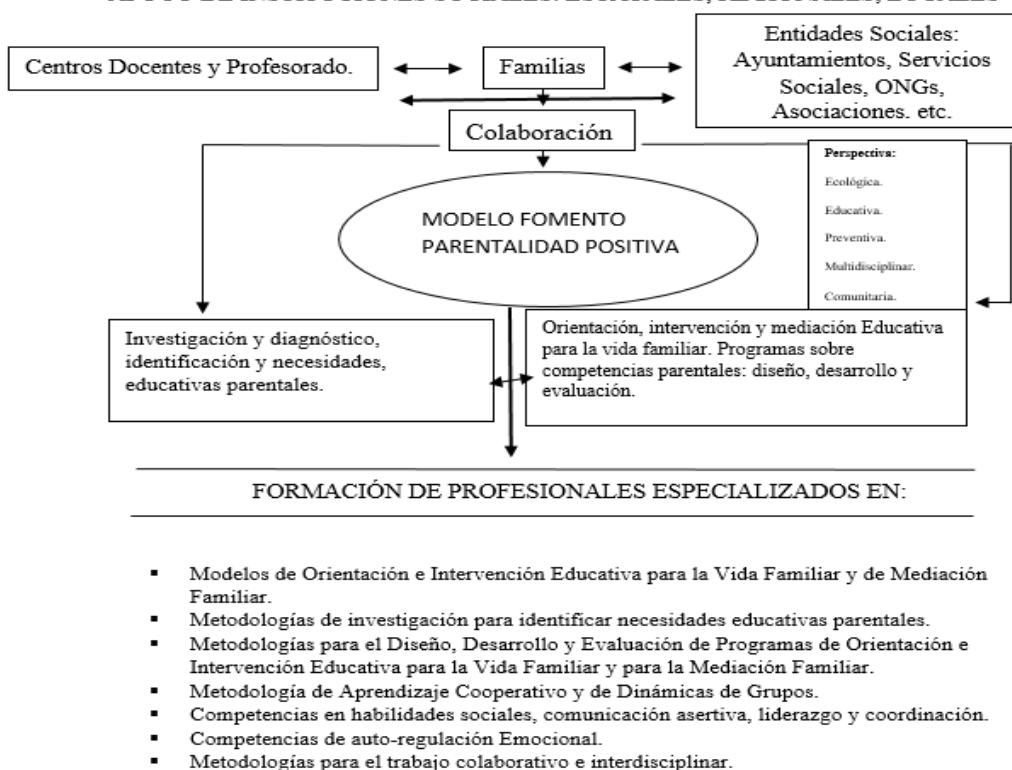 Centros Docentes y Profesorado.
Familias
Entidades Sociales:
Ayuntamientos, Servicios
Sociales, ONGs,
Asociaciones. etc.
Colaboración
Perspectiva:
Ecológica.
Educativa.
Preventiva.
Multidisciplinar.
Comunitaria.
MODELO FOMENTO
PARENTALIDAD POSITIVA
Investigación y diagnóstico,
identificación y necesidades,
educativas parentales.
Orientación, intervención y mediación Educativa
para la vida familiar. Programas sobre
competencias parentales: diseño, desarrollo y
evaluación.
FORMACIÓN DE PROFESIONALES ESPECIALIZADOS EN:
▪ Modelos de Orientación e Intervención Educativa para la Vida Familiar y de Mediación
Familiar.
▪ Metodologías de investigación para identificar necesidades educativas parentales.
▪ Metodologías para el Diseño, Desarrollo y Evaluación de Programas de Orientación e
Intervención Educativa para la Vida Familiar y para la Mediación Familiar.
▪ Metodología de Aprendizaje Cooperativo y de Dinámicas de Grupos.
▪ Competencias en habilidades sociales, comunicación asertiva, liderazgo y coordinación.
▪ Competencias de auto-regulación Emocional.
▪ Metodologías para el trabajo colaborativo e interdisciplinar.